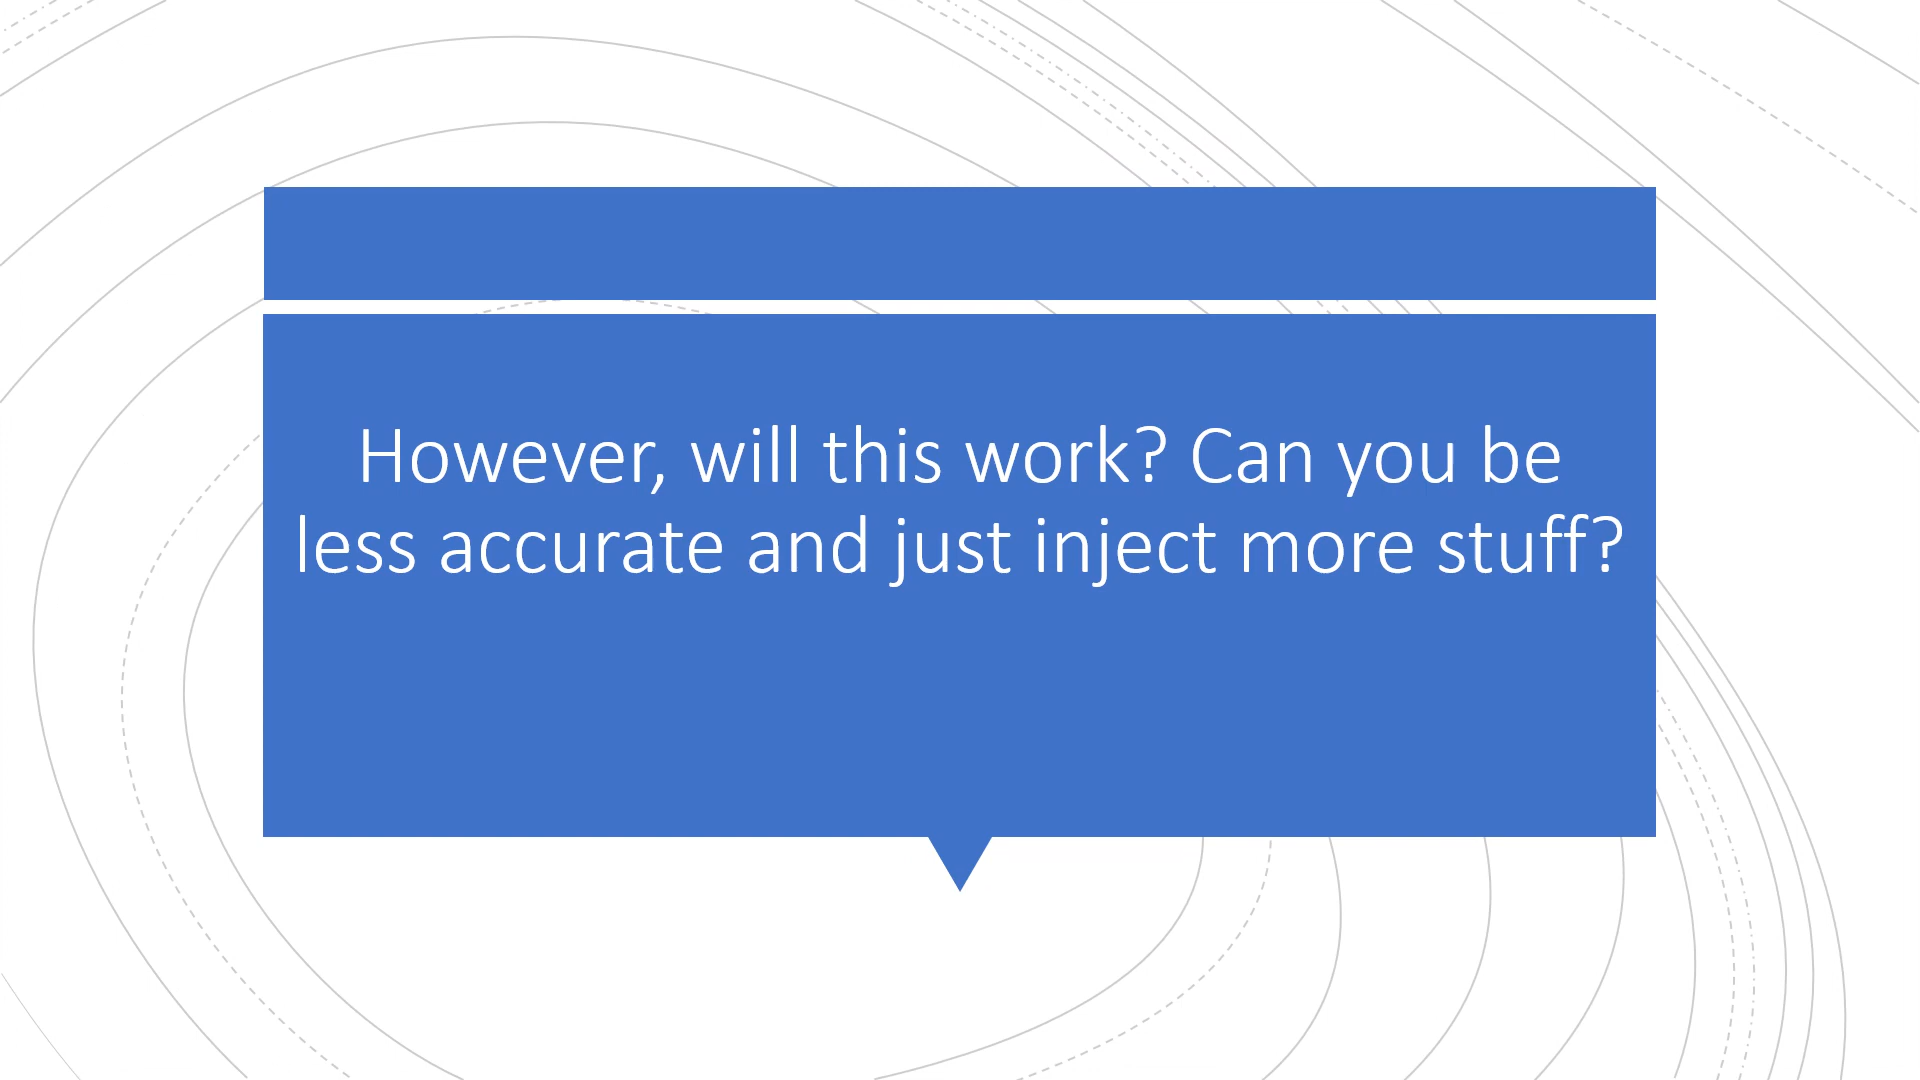 However, will this work? Can you be
less accurate and just inject more stuff?